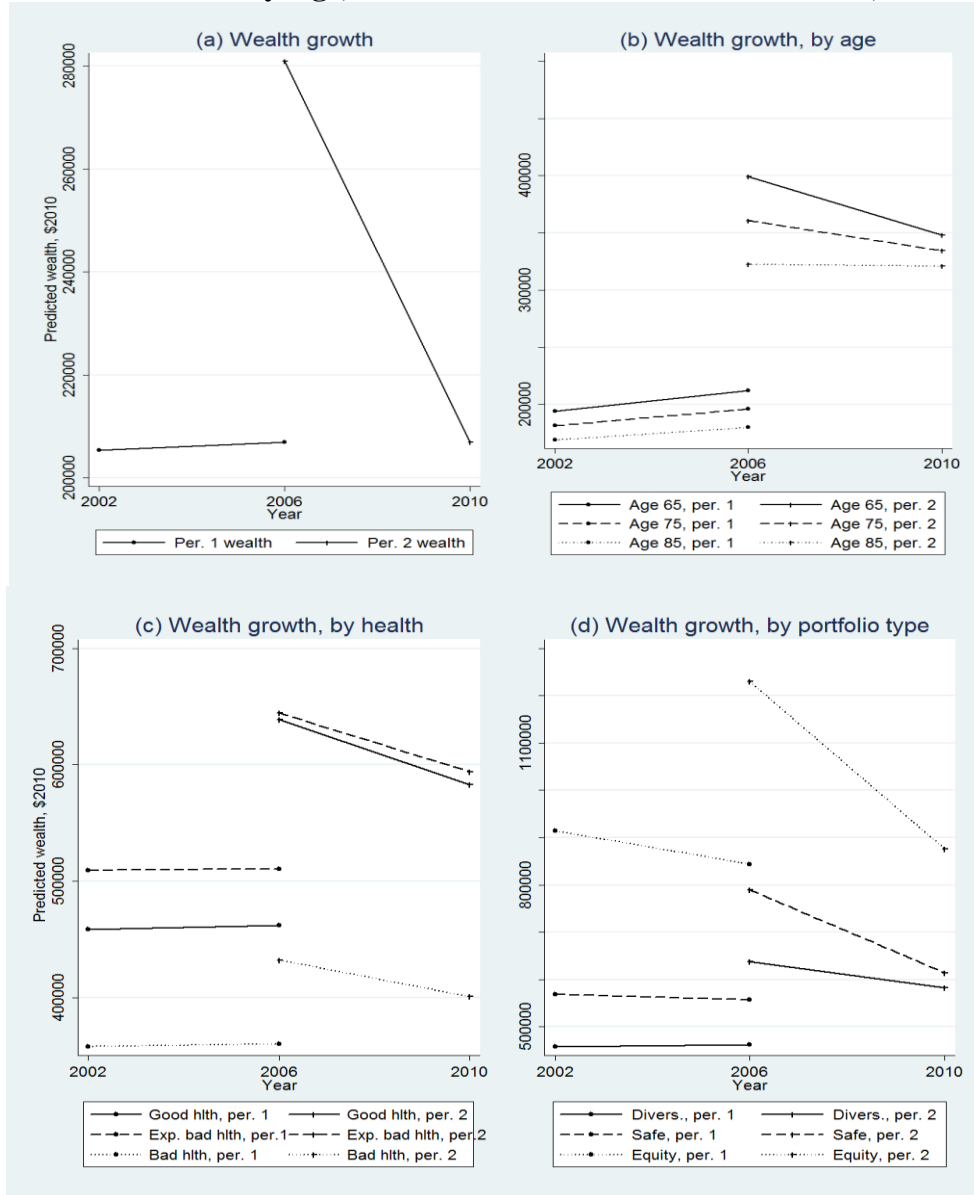 (a) Wealth growth
Predicted wealth, $2010
280000
260000
240000
220000
200000
2002
2006
2010
Year
Per. 1 wealth
Per. 2 wealth
(b) Wealth growth, by age
400000
300000
200000
2002
2006
2010
Year
Age 65, per. 1
Age 65, per. 2
Age 75, per. 1
Age 75, per. 2
Age 85, per. 1
Age 85, per. 2
(c) Wealth growth, by health
Predicted wealth, $2010
700000
600000
500000
400000
2002
2006
2010
Year
Good hlth, per. 1
Good hlth, per. 2
Exp. bad hlth, per.1
Exp. bad hlth, per.2
Bad hlth, per. 1
Bad hlth, per. 2
(d) Wealth growth, by portfolio type
1100000
800000
500000
2002
2006
2010
Year
Divers., per. 1
Divers., per. 2
Safe, per. 1
Safe, per. 2
Equity, per. 1
Equity, per. 2